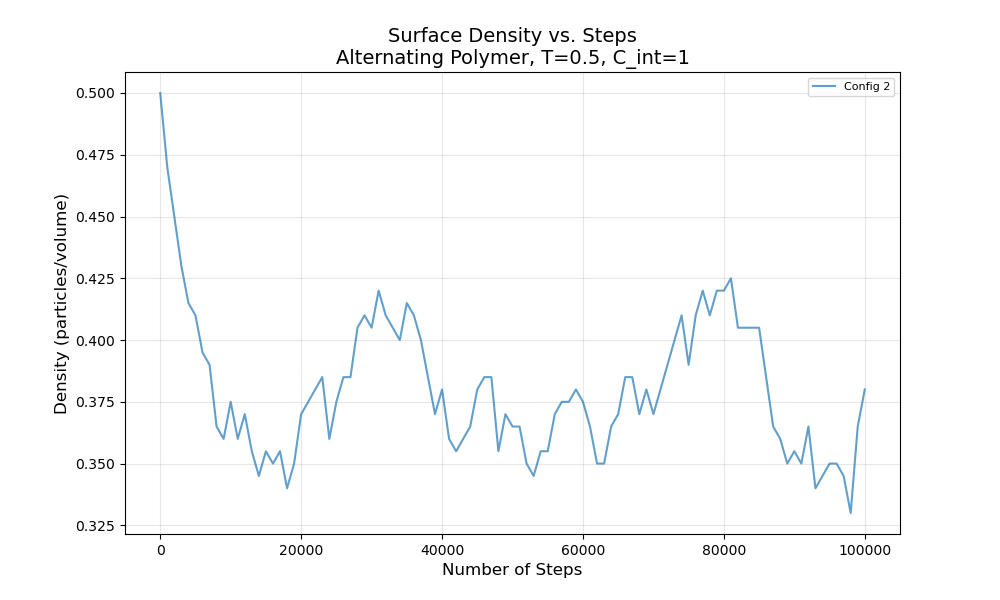 Surface Density vs. Steps
Alternating Polymer, T=0.5, C_int=1
Config 2
Density (particles/volume)
0.500
0.475
0.450
0.425
0.400
0.375
0.350
0.325
0 20000 40000 60000 80000 100000
Number of Steps